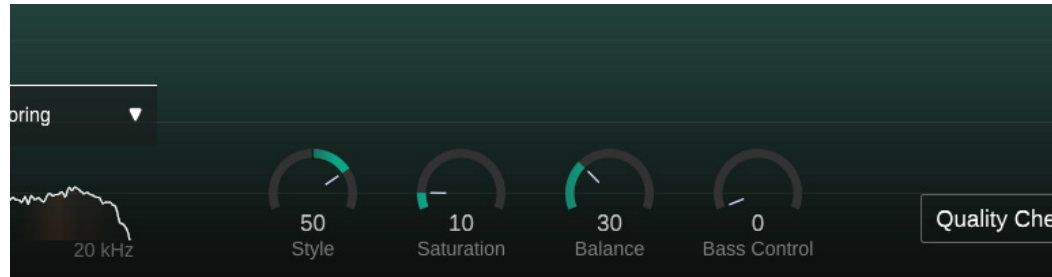 oring
20 kHz
50
Style
10
Saturation
30
Balance
0
Bass Control
Quality Che